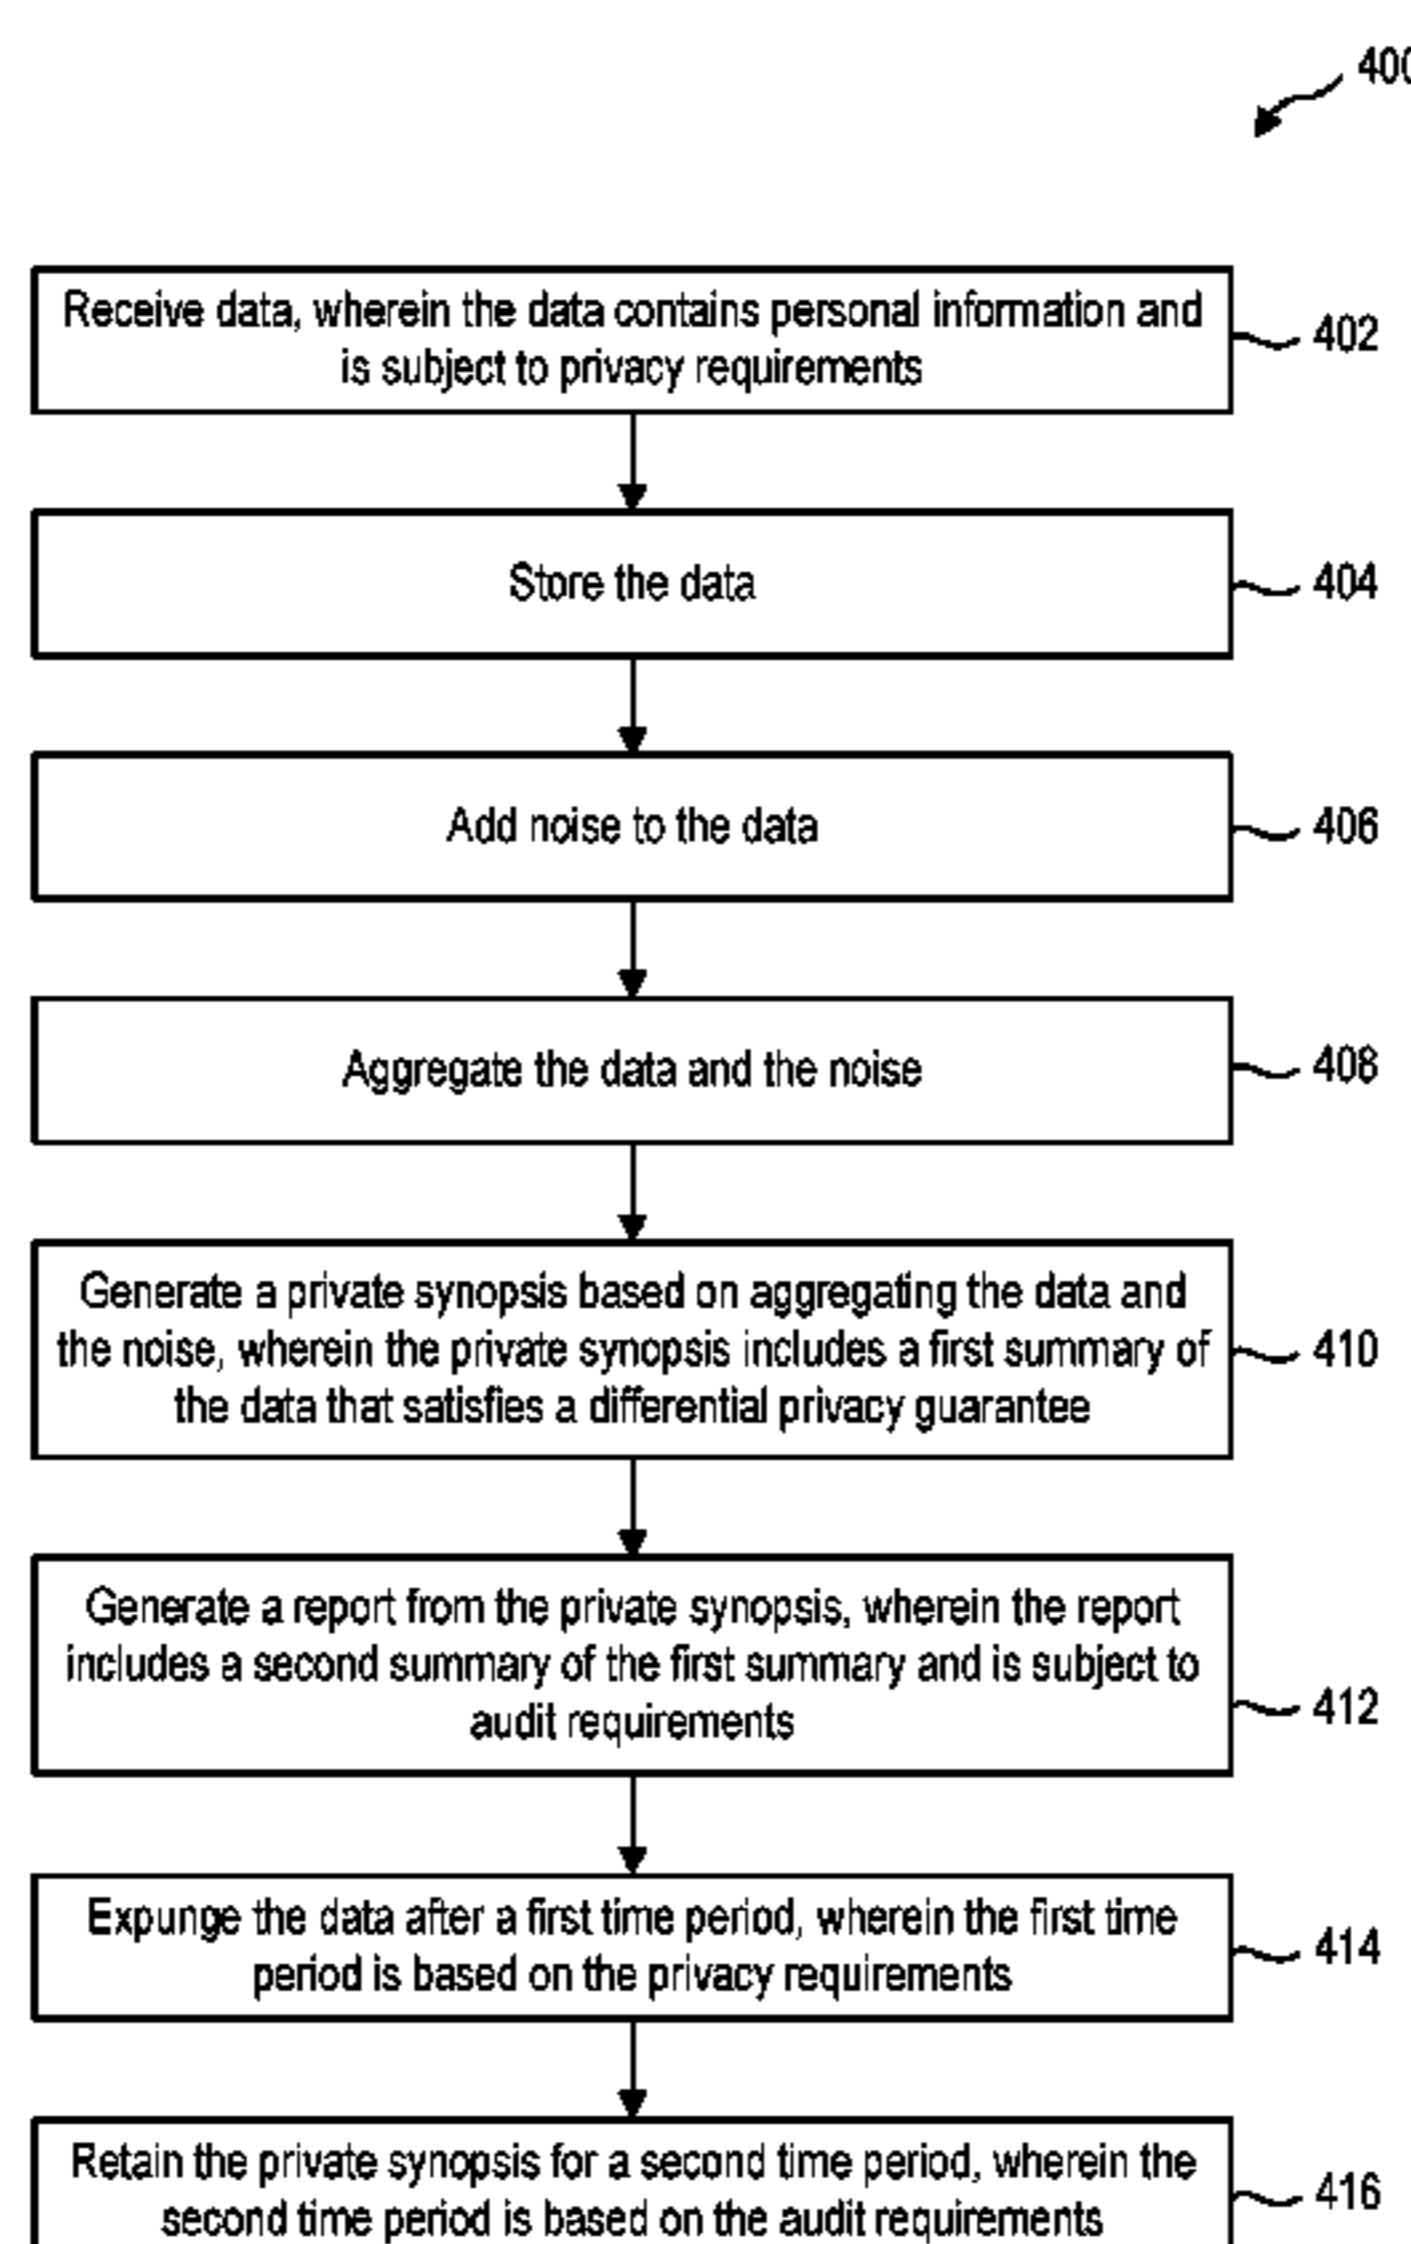 400
Receive data, wherein the data contains personal information and
is subject to privacy requirements
402
Store the data
404
Add noise to the data
406
Aggregate the data and the noise
408
Generate a private synopsis based on aggregating the data and
the noise, wherein the private synopsis includes a first summary of
the data that satisfies a differential privacy guarantee
410
Generate a report from the private synopsis, wherein the report
includes a second summary of the first summary and is subject to
audit requirements
412
Expunge the data after a first time period, wherein the first time
period is based on the privacy requirements
414
Retain the private synopsis for a second time period, wherein the
second time period is based on the audit requirements
416